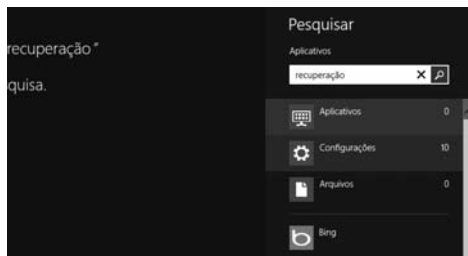 recuperação"
quisa.
Pesquisar
Aplicativos
recuperação
Aplicativos 0
Configurações 10
Arquivos 0
Bing